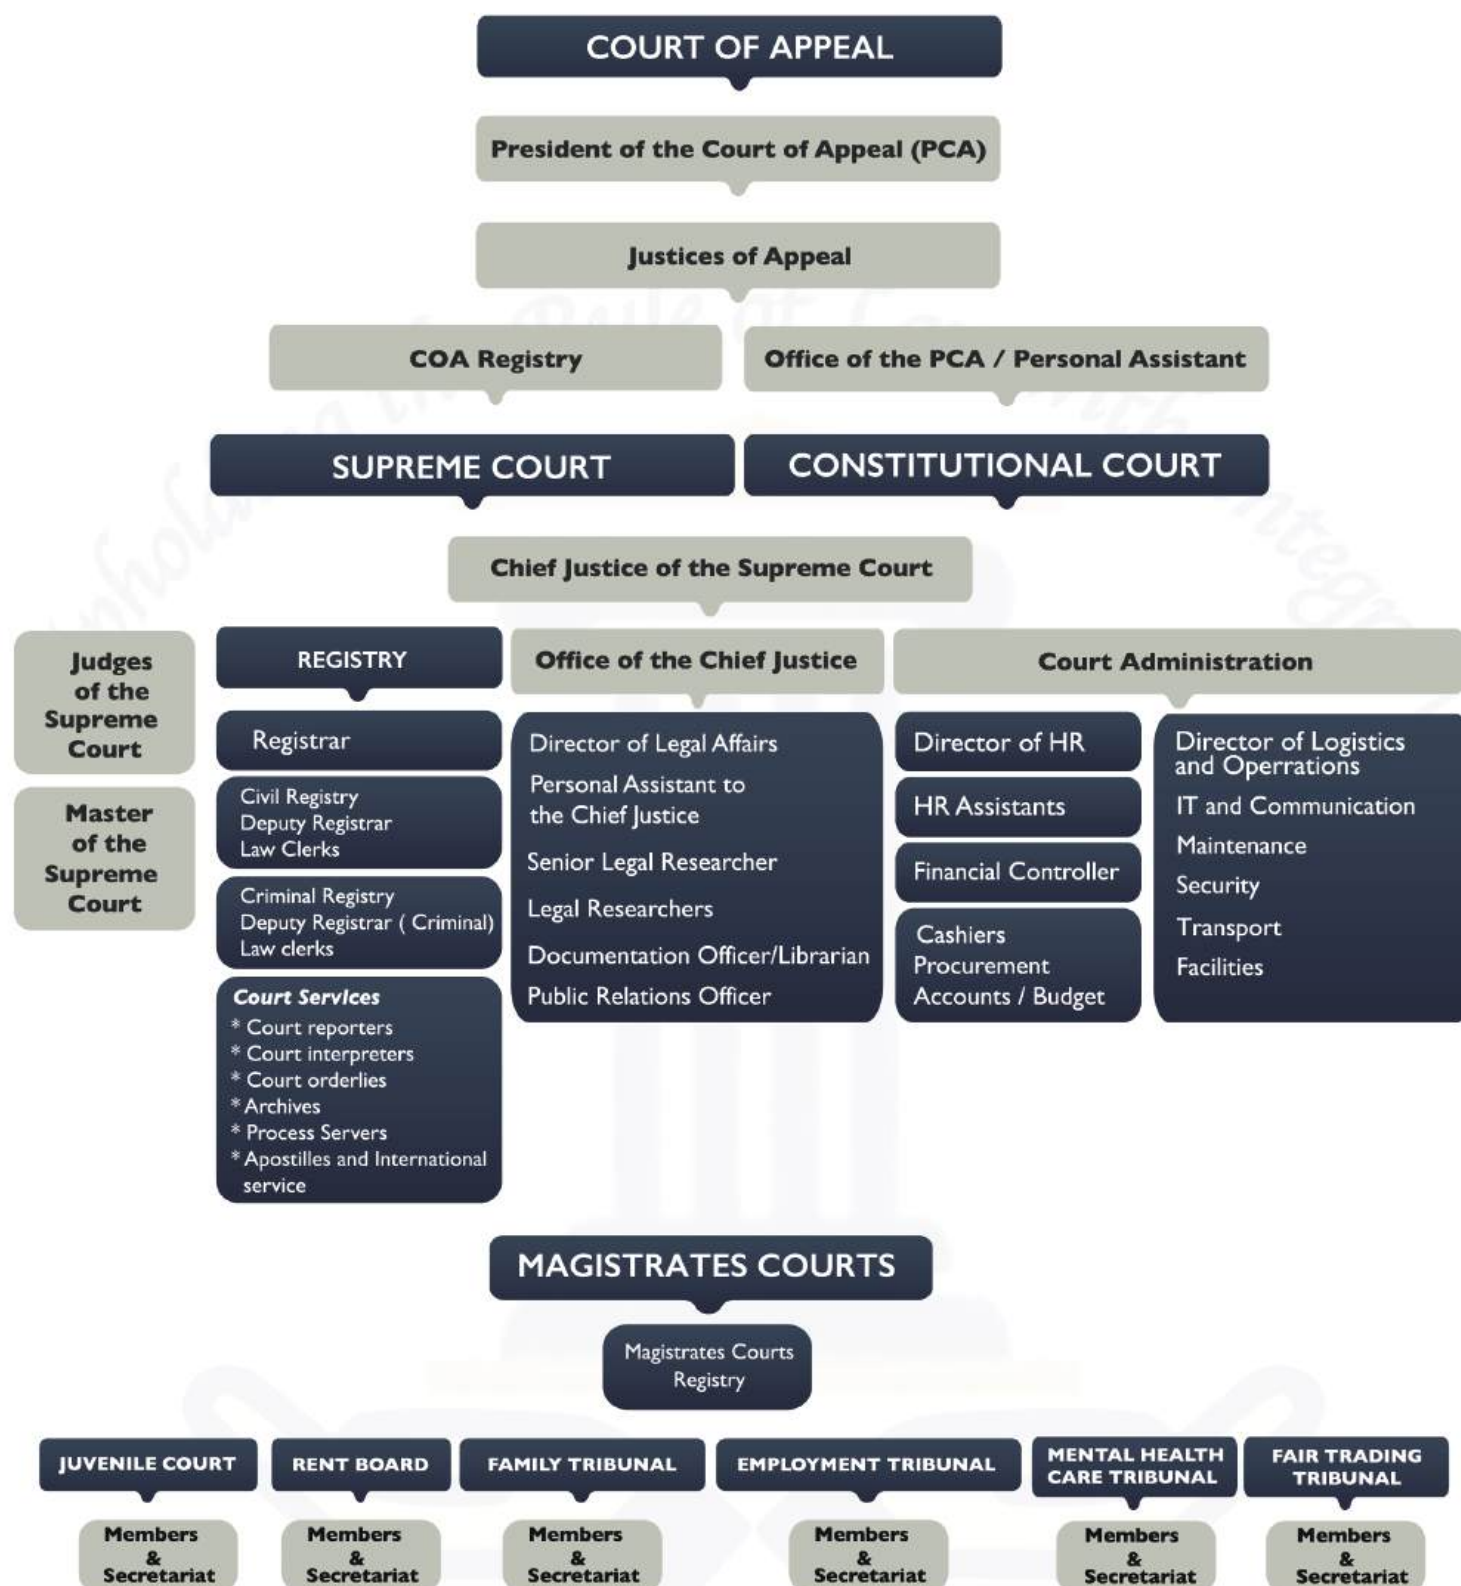 COURT OF APPEAL
President of the Court of Appeal (PCA)
Justices of Appeal
COA Registry
Office of the PCA / Personal Assistant
SUPREME COURT
CONSTITUTIONAL COURT
Chief Justice of the Supreme Court
Judges
of the
Supreme
Court
Master
of the
Supreme
Court
REGISTRY
Registrar
Civil Registry
Deputy Registrar
Law Clerks
Criminal Registry
Deputy Registrar ( Criminal)
Law clerks
Court Services
* Court reporters
* Court interpreters
* Court orderlies
* Archives
* Process Servers
* Apostilles and International
service
Office of the Chief Justice
Director of Legal Affairs
Personal Assistant to
the Chief Justice
Senior Legal Researcher
Legal Researchers
Documentation Officer/Librarian
Public Relations Officer
Court Administration
Director of HR
HR Assistants
Financial Controller
Cashiers
Procurement
Accounts / Budget
Director of Logistics
and Operrations
IT and Communication
Maintenance
Security
Transport
Facilities
MAGISTRATES COURTS
Magistrates Courts
Registry
JUVENILE COURT
Members
&
Secretariat
RENT BOARD
Members
&
Secretariat
FAMILY TRIBUNAL
Members
&
Secretariat
EMPLOYMENT TRIBUNAL
Members
&
Secretariat
MENTAL HEALTH
CARE TRIBUNAL
Members
&
Secretariat
FAIR TRADING
TRIBUNAL
Members
&
Secretariat